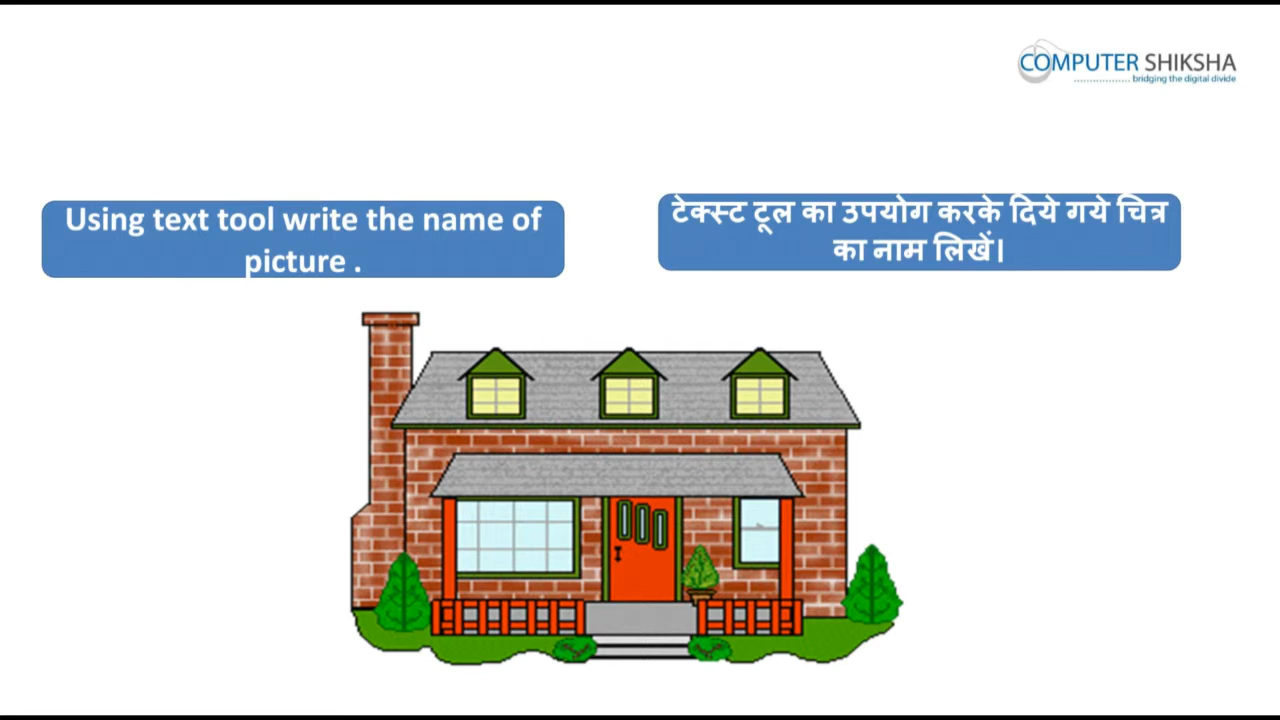 COMPUTER SHIKSHA
bridging the digital divide
Using text tool write the name of
picture .
टेक्स्ट टूल का उपयोग करके दिये गये चित्र
का नाम लिखें।